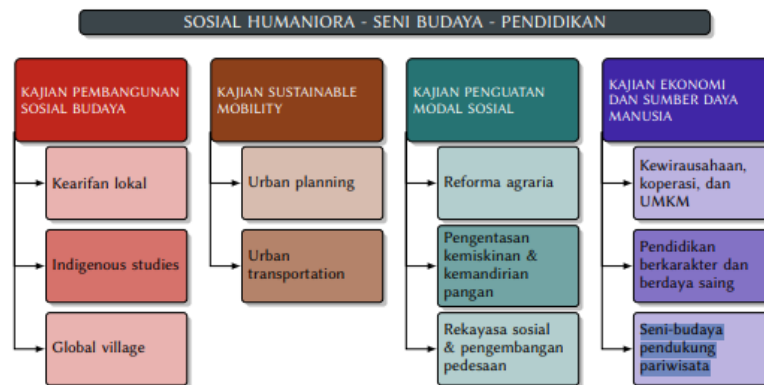 SOSIAL HUMANIORA - SENI BUDAYA - PENDIDIKAN
KAJIAN PEMBANGUNAN
SOSIAL BUDAYA
Kearifan lokal
Indigenous studies
Global village
KAJIAN SUSTAINABLE
MOBILITY
Urban planning
Urban
transportation
KAJIAN PENGUATAN
MODAL SOSIAL
Reforma agraria
Pengentasan
kemiskinan &
kemandirian
pangan
Rekayasa sosial
& pengembangan
pedesaan
KAJIAN EKONOMI
DAN SUMBER DAYA
MANUSIA
Kewirausahaan,
koperasi, dan
UMKM
Pendidikan
berkarakter dan
berdaya saing
Seni-budaya
pendukung
pariwisata